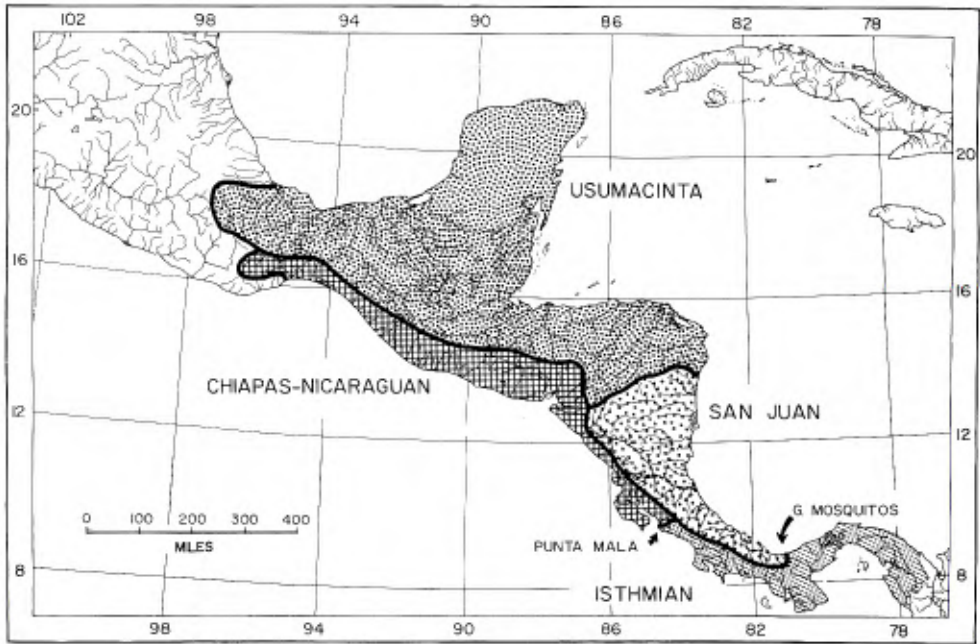 102 98 94 90 86 82 78
20 20
USUMACINTA
16 16
CHIAPAS-NICARAGUAN
SAN JUAN
12 12
0 100 200 300 400
MILES
G. MOSQUITOS
PUNTA MALA
8 8
ISTHMIAN
98 94 90 86 82 78